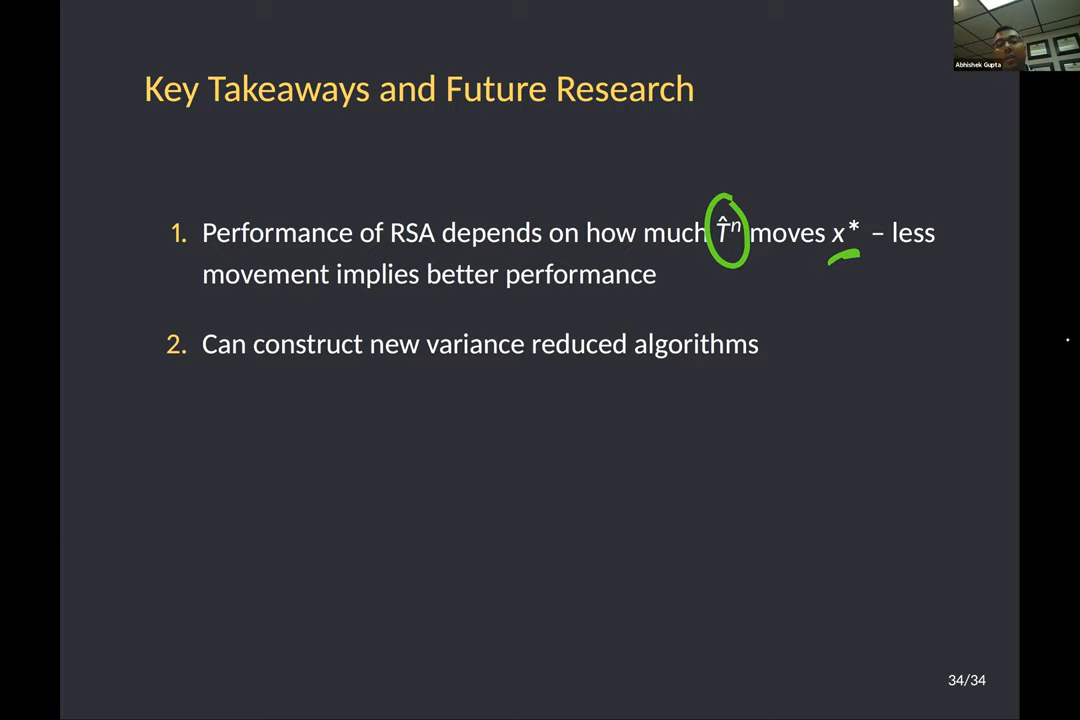 Abhishek Gupta
Key Takeaways and Future Research
1. Performance of RSA depends on how much T̂ⁿ moves x* – less
movement implies better performance
2. Can construct new variance reduced algorithms
34/34